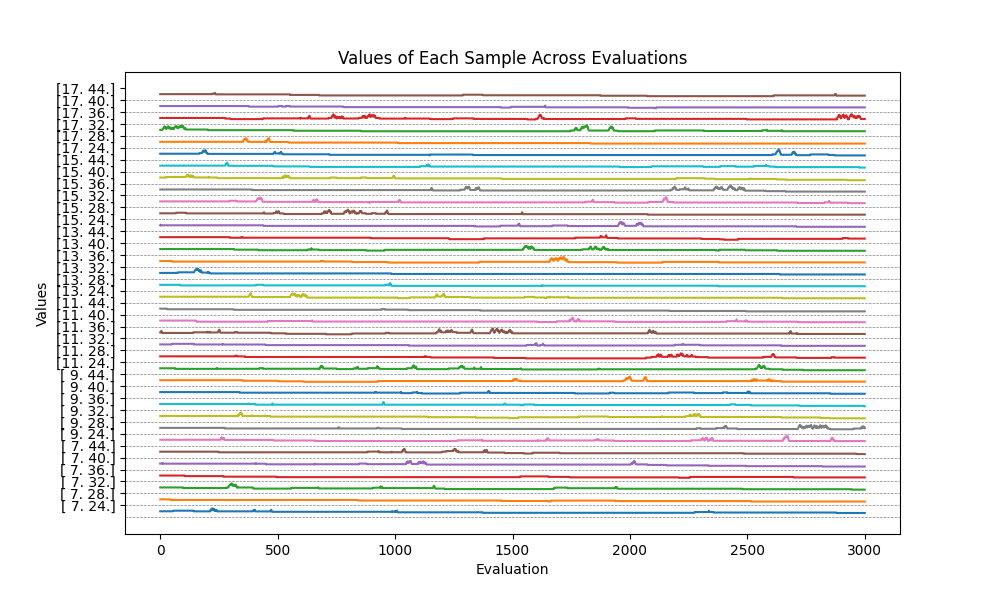 Values of Each Sample Across Evaluations
[17. 44.]
[17. 40.]
[17. 36.]
[17. 32.]
[17. 28.]
[17. 24.]
[15. 44.]
[15. 40.]
[15. 36.]
[15. 32.]
[15. 28.]
[15. 24.]
[13. 44.]
[13. 40.]
[13. 36.]
[13. 32.]
[13. 28.]
[13. 24.]
[11. 44.]
[11. 40.]
[11. 36.]
[11. 32.]
[11. 28.]
[11. 24.]
[ 9. 44.]
[ 9. 40.]
[ 9. 36.]
[ 9. 32.]
[ 9. 28.]
[ 9. 24.]
[ 7. 44.]
[ 7. 40.]
[ 7. 36.]
[ 7. 32.]
[ 7. 28.]
[ 7. 24.]
Values
0 500 1000 1500 2000 2500 3000
Evaluation